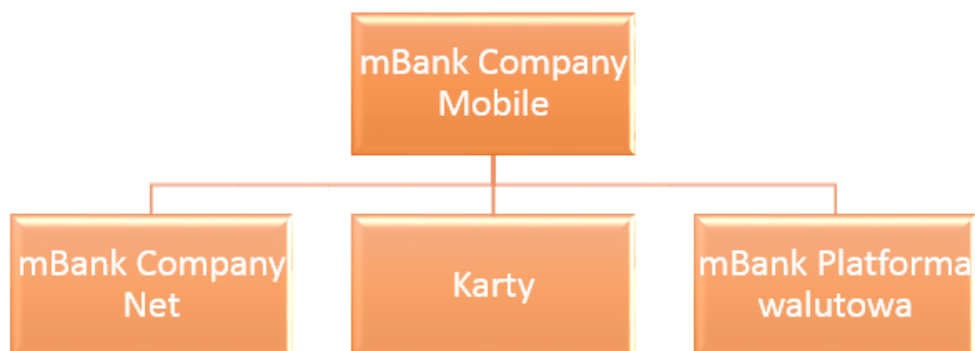 mBank Company
Mobile
mBank Company
Net
Karty
mBank Platforma
walutowa